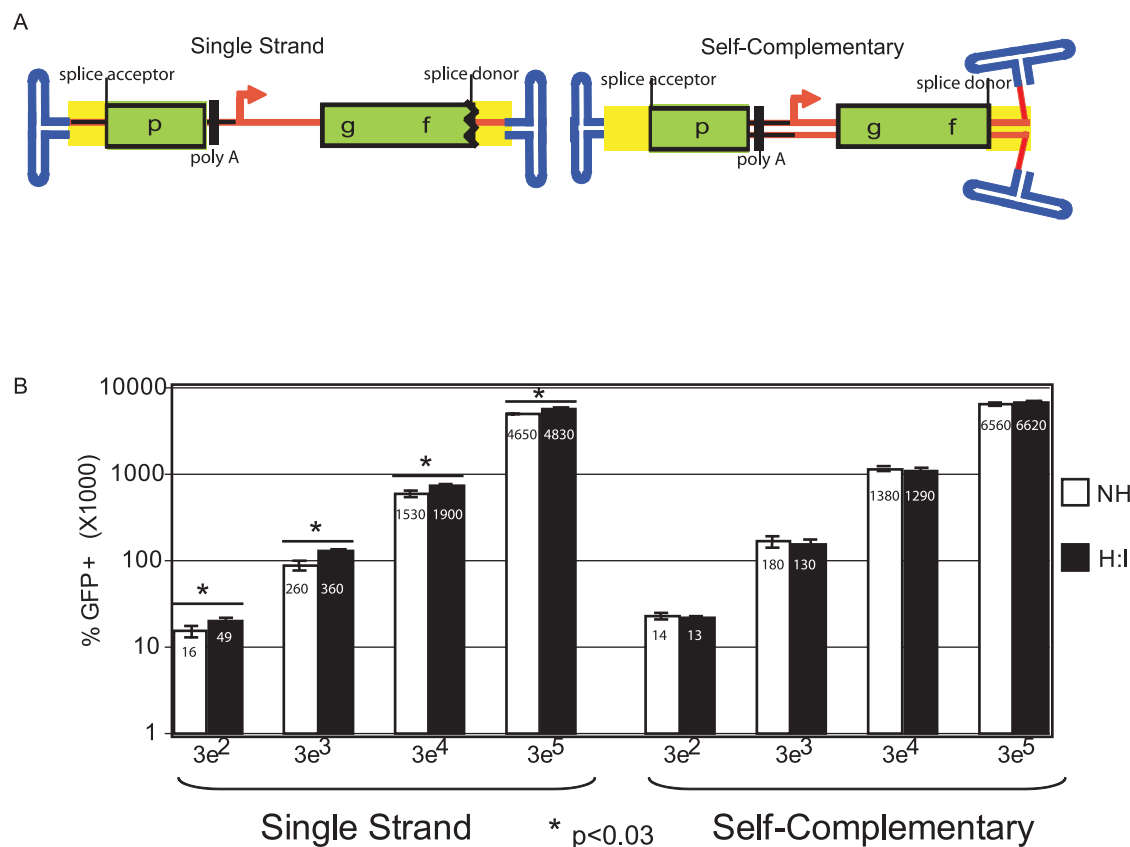 A
Single Strand
Self-Complementary
splice acceptor
splice donor
splice acceptor
splice donor
p
g
f
p
g
f
poly A
poly A
B
% GFP+ (X1000)
10000
1000
100
10
1
16
49
260
360
1530
1900
4650
4830
14
13
180
130
1380
1290
6560
6620
*
*
*
*
NH
H:I
3e2
3e3
3e4
3e5
3e2
3e3
3e4
3e5
Single Strand
* p<0.03
Self-Complementary